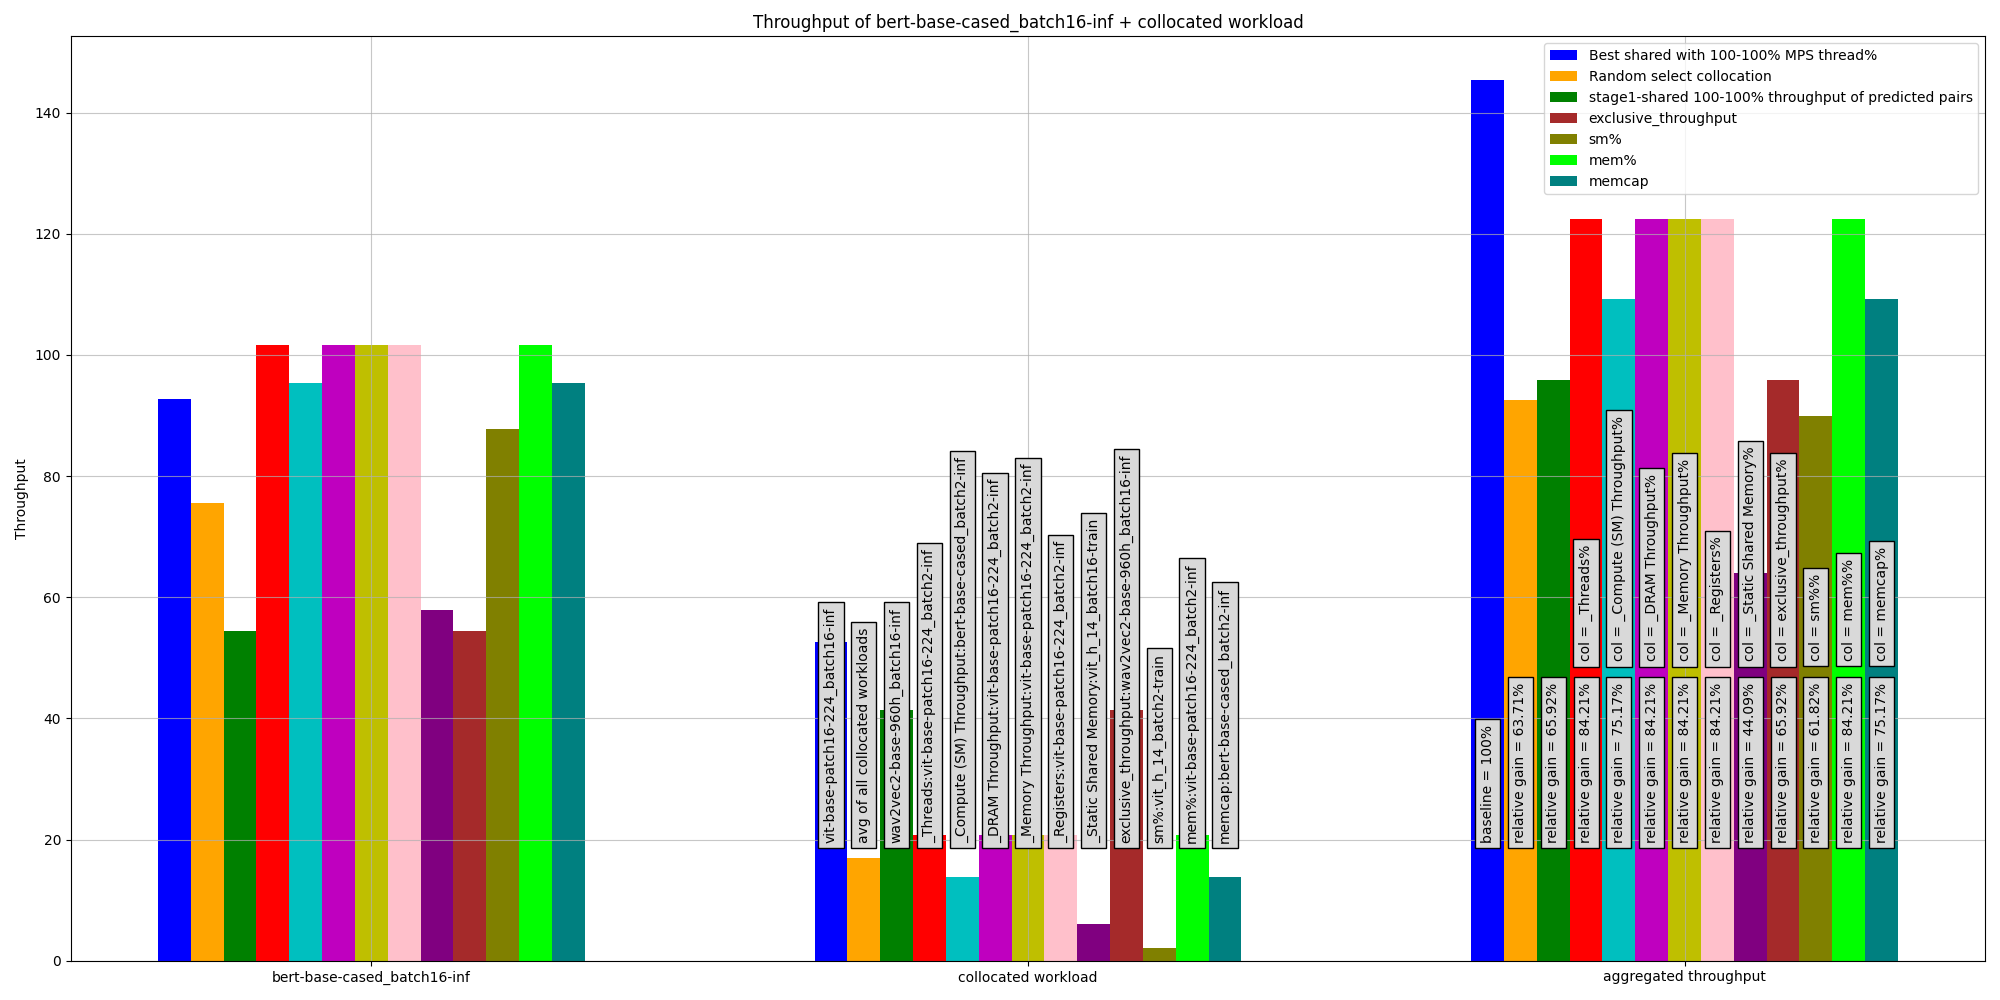 Throughput of bert-base-cased_batch16-inf + collocated workload
Best shared with 100-100% MPS thread%
Random select collocation
stage1-shared 100-100% throughput of predicted pairs
exclusive_throughput
sm%
mem%
memcap
Throughput
140
120
100
80
60
40
20
0
vit-base-patch16-224_batch16-inf
avg of all collocated workloads
wav2vec2-base-960h_batch16-inf
_Threads:vit-base-patch16-224_batch2-inf
_Compute (SM) Throughput:bert-base-cased_batch2-inf
_DRAM Throughput:vit-base-patch16-224_batch2-inf
_Memory Throughput:vit-base-patch16-224_batch2-inf
_Registers:vit-base-patch16-224_batch2-inf
_Static Shared Memory:vit_h_14_batch16-train
exclusive_throughput:wav2vec2-base-960h_batch16-inf
sm%:vit_h_14_batch2-train
mem%:vit-base-patch16-224_batch2-inf
memcap:bert-base-cased_batch2-inf
col = _Threads%
col = _Compute (SM) Throughput%
col = _DRAM Throughput%
col = _Memory Throughput%
col = _Registers%
col = _Static Shared Memory%
col = exclusive_throughput%
col = sm%%
col = mem%%
col = memcap%
baseline = 100%
relative gain = 63.71%
relative gain = 65.92%
relative gain = 84.21%
relative gain = 75.17%
relative gain = 84.21%
relative gain = 84.21%
relative gain = 84.21%
relative gain = 44.09%
relative gain = 65.92%
relative gain = 61.82%
relative gain = 84.21%
relative gain = 75.17%
bert-base-cased_batch16-inf
collocated workload
aggregated throughput